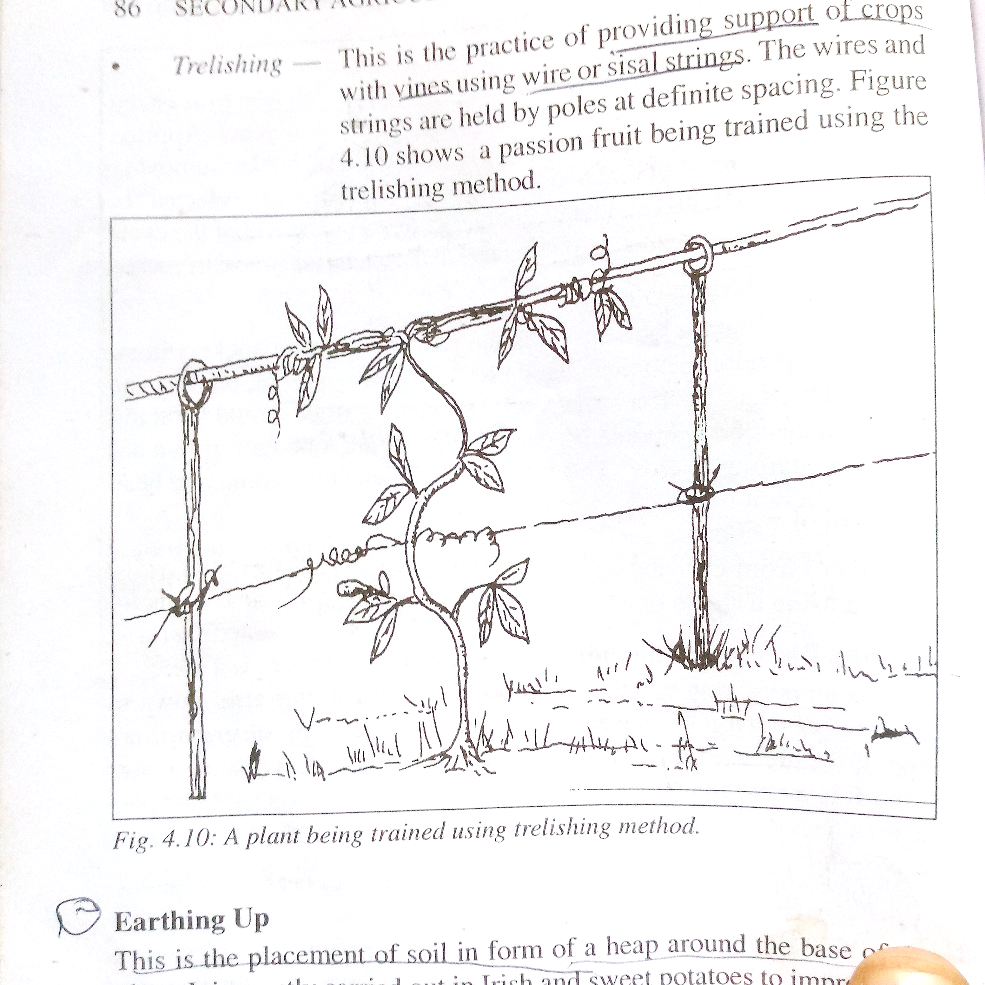 86 SECONDARY
• Trelishing — This is the practice of providing support of crops
with vines using wire or sisal strings. The wires and
strings are held by poles at definite spacing. Figure
4.10 shows a passion fruit being trained using the
trelishing method.
Fig. 4.10: A plant being trained using trelishing method.
Earthing Up
This is the placement of soil in form of a heap around the base of
out in Irish and sweet potatoes to